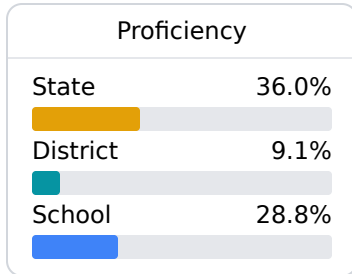 Proficiency
State 36.0%
District 9.1%
School 28.8%